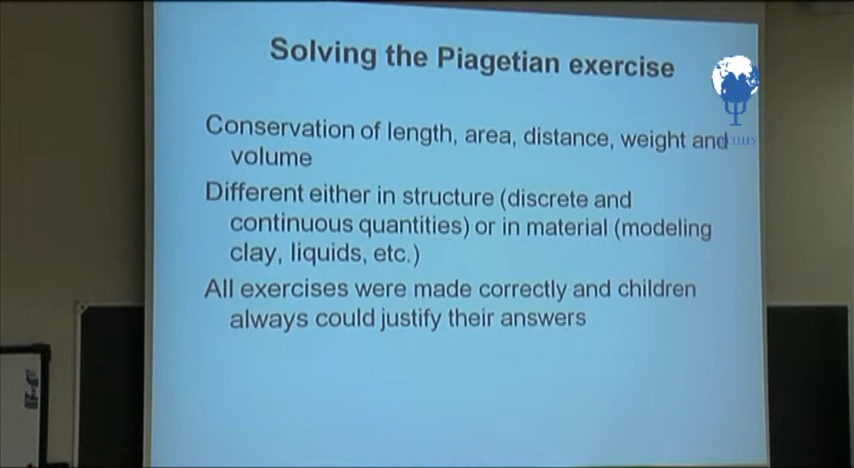 Solving the Piagetian exercise
Conservation of length, area, distance, weight and
volume
Different either in structure (discrete and
continuous quantities) or in material (modeling
clay, liquids, etc.)
All exercises were made correctly and children
always could justify their answers